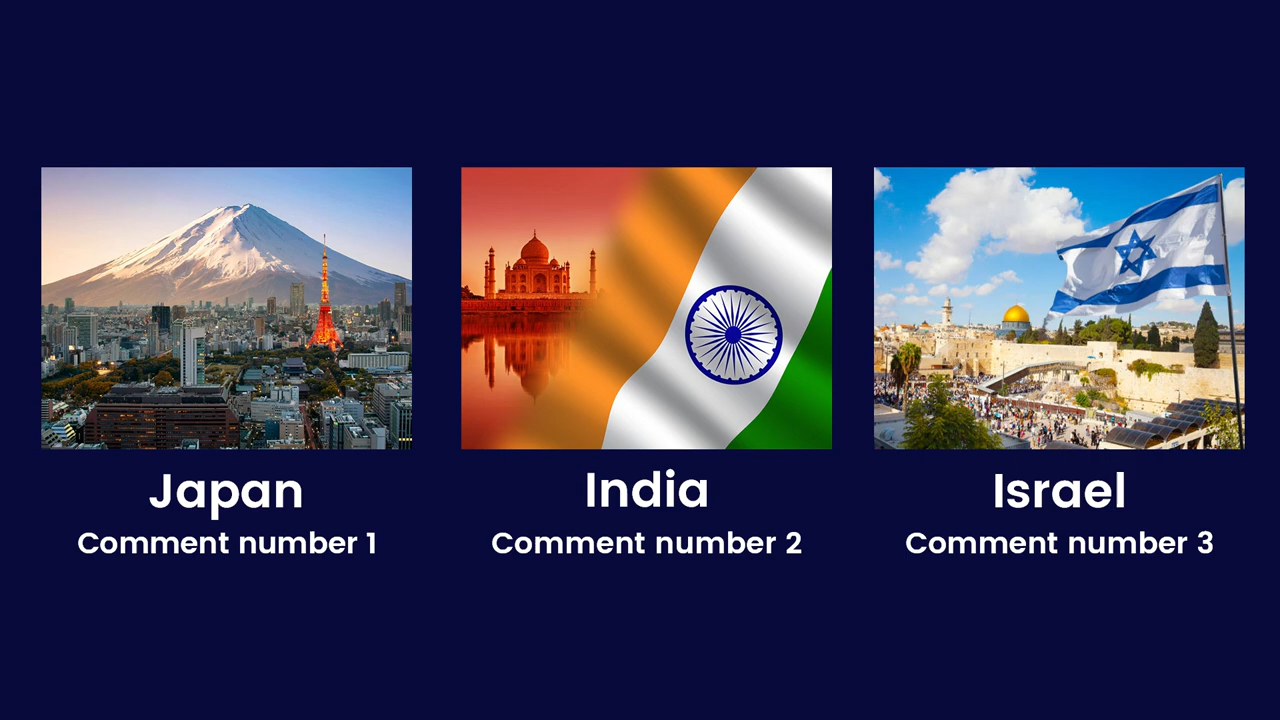 Japan
Comment number 1
India
Comment number 2
Israel
Comment number 3